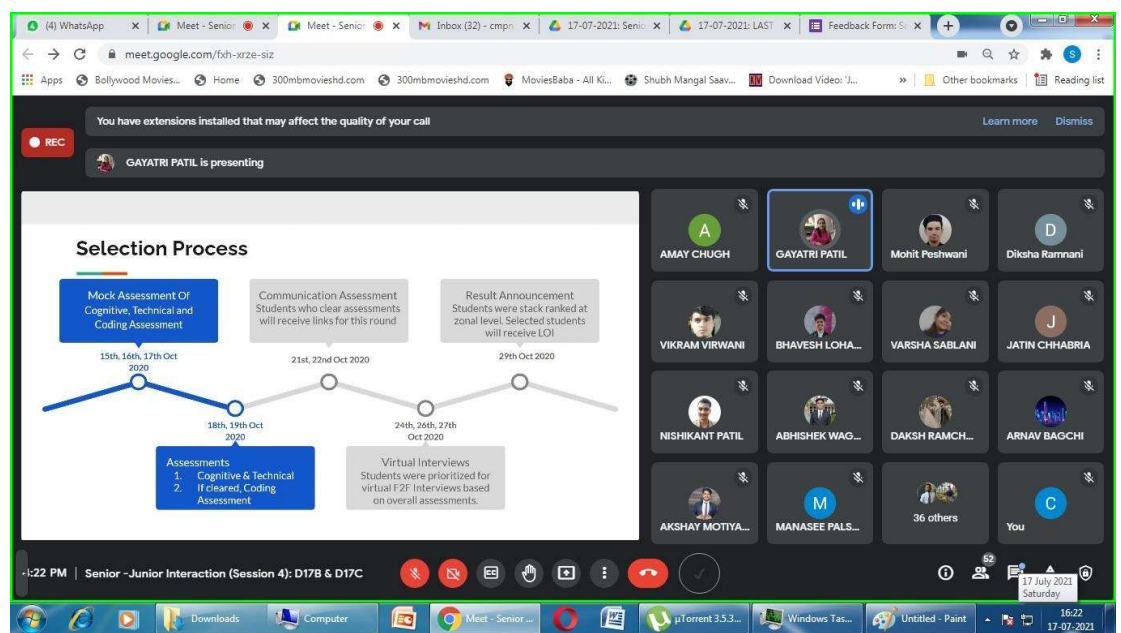 (4) WhatsApp
Meet - Senior
Meet - Senior
Inbox (32) - cmpn
17-07-2021: Senio
17-07-2021: LAST
Feedback Form: S
meet.google.com/fxh-xrze-siz
S
Apps
Bollywood Movies...
Home
300mbmovieshd.com
300mbmovieshd.com
MoviesBaba - All Ki...
Shubh Mangal Saav...
Download Video: 'J...
»
Other bookmarks
Reading list
REC
You have extensions installed that may affect the quality of your call
Learn more
Dismiss
GAYATRI PATIL is presenting
Selection Process
Mock Assessment Of
Cognitive, Technical and
Coding Assessment
Communication Assessment
Students who clear assessments
will receive links for this round
Result Announcement
Students were stack ranked at
zonal level. Selected students
will receive LOI
15th, 16th, 17th Oct
2020
21st, 22nd Oct 2020
29th Oct 2020
18th, 19th Oct
2020
24th, 26th, 27th
Oct 2020
Assessments
1. Cognitive & Technical
2. If cleared, Coding
Assessment
Virtual Interviews
Students were prioritized for
virtual F2F Interviews based
on overall assessments.
A
AMAY CHUGH
GAYATRI PATIL
Mohit Peshwani
D
Diksha Ramnani
VIKRAM VIRWANI
BHAVESH LOHA...
VARSHA SABLANI
J
JATIN CHHABRIA
NISHIKANT PATIL
ABHISHEK WAG...
DAKSH RAMCH...
ARNAV BAGCHI
AKSHAY MOTIYA...
M
MANASEE PALS...
36 others
C
You
:22 PM | Senior -Junior Interaction (Session 4): D17B & D17C
CC
52
17 July 2021
Saturday
Downloads
Computer
Meet - Senior ...
µTorrent 3.5.3...
Windows Tas...
Untitled - Paint
16:22
17-07-2021